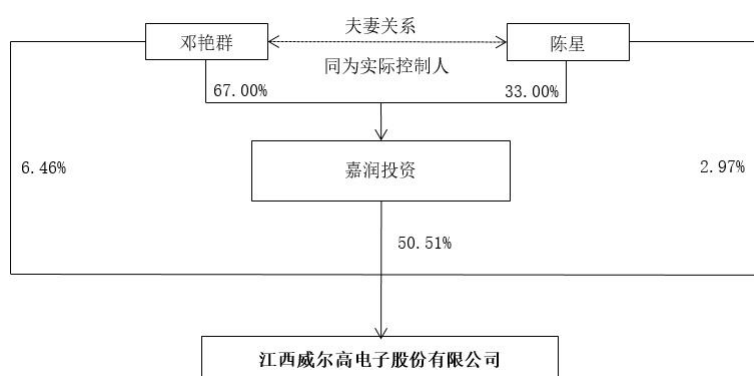 夫妻关系
邓艳群
陈星
同为实际控制人
67.00%
33.00%
6.46%
嘉润投资
2.97%
50.51%
江西威尔高电子股份有限公司